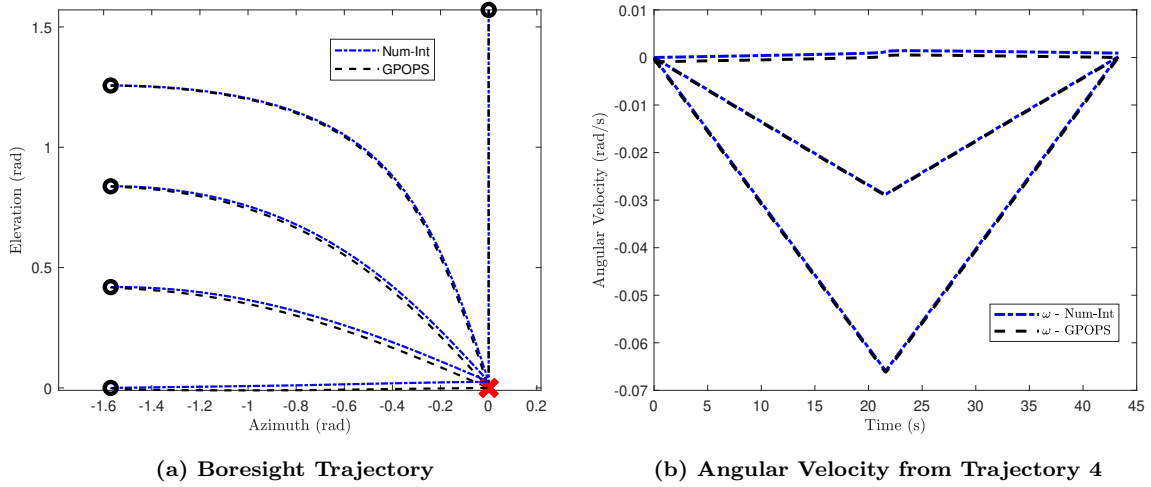 1.5
1
0.5
0
Elevation (rad)
Num-Int
GPOPS
-1.6 -1.4 -1.2 -1 -0.8 -0.6 -0.4 -0.2 0 0.2
Azimuth (rad)
(a) Boresight Trajectory
0.01
0
-0.01
-0.02
-0.03
-0.04
-0.05
-0.06
-0.07
Angular Velocity (rad/s)
ω - Num-Int
ω - GPOPS
0 5 10 15 20 25 30 35 40 45
Time (s)
(b) Angular Velocity from Trajectory 4